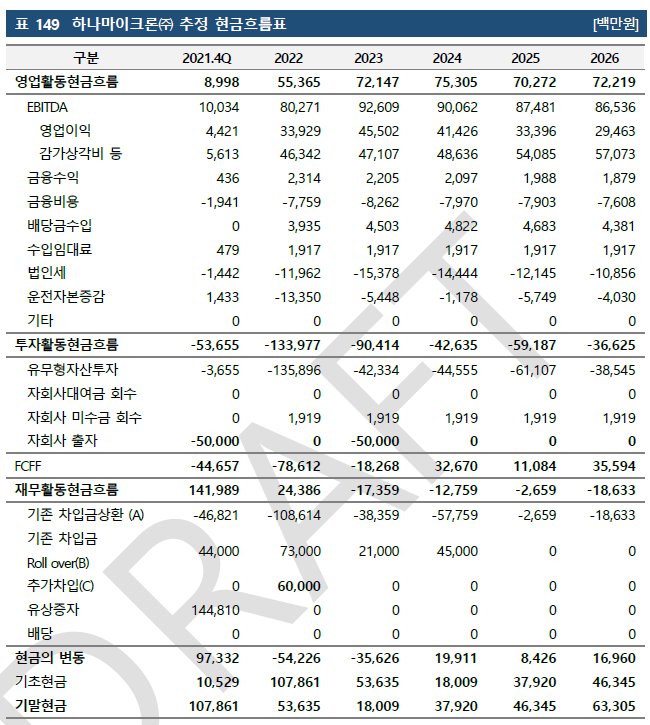 표 149 하나마이크론㈜ 추정 현금흐름표 [백만원]
구분 2021.4Q 2022 2023 2024 2025 2026
영업활동현금흐름 8,998 55,365 72,147 75,305 70,272 72,219
EBITDA 10,034 80,271 92,609 90,062 87,481 86,536
영업이익 4,421 33,929 45,502 41,426 33,396 29,463
감가상각비 등 5,613 46,342 47,107 48,636 54,085 57,073
금융수익 436 2,314 2,205 2,097 1,988 1,879
금융비용 -1,941 -7,759 -8,262 -7,970 -7,903 -7,608
배당금수입 0 3,935 4,503 4,822 4,683 4,381
수입임대료 479 1,917 1,917 1,917 1,917 1,917
법인세 -1,442 -11,962 -15,378 -14,444 -12,145 -10,856
운전자본증감 1,433 -13,350 -5,448 -1,178 -5,749 -4,030
기타 0 0 0 0 0 0
투자활동현금흐름 -53,655 -133,977 -90,414 -42,635 -59,187 -36,625
유무형자산투자 -3,655 -135,896 -42,334 -44,555 -61,107 -38,545
자회사대여금 회수 0 0 0 0 0 0
자회사 미수금 회수 0 1,919 1,919 1,919 1,919 1,919
자회사 출자 -50,000 0 -50,000 0 0 0
FCFF -44,657 -78,612 -18,268 32,670 11,084 35,594
재무활동현금흐름 141,989 24,386 -17,359 -12,759 -2,659 -18,633
기존 차입금상환 (A) -46,821 -108,614 -38,359 -57,759 -2,659 -18,633
기존 차입금
Roll over(B) 44,000 73,000 21,000 45,000 0 0
추가차입(C) 0 60,000 0 0 0 0
유상증자 144,810 0 0 0 0 0
배당 0 0 0 0 0 0
현금의 변동 97,332 -54,226 -35,626 19,911 8,426 16,960
기초현금 10,529 107,861 53,635 18,009 37,920 46,345
기말현금 107,861 53,635 18,009 37,920 46,345 63,305
DRAFT